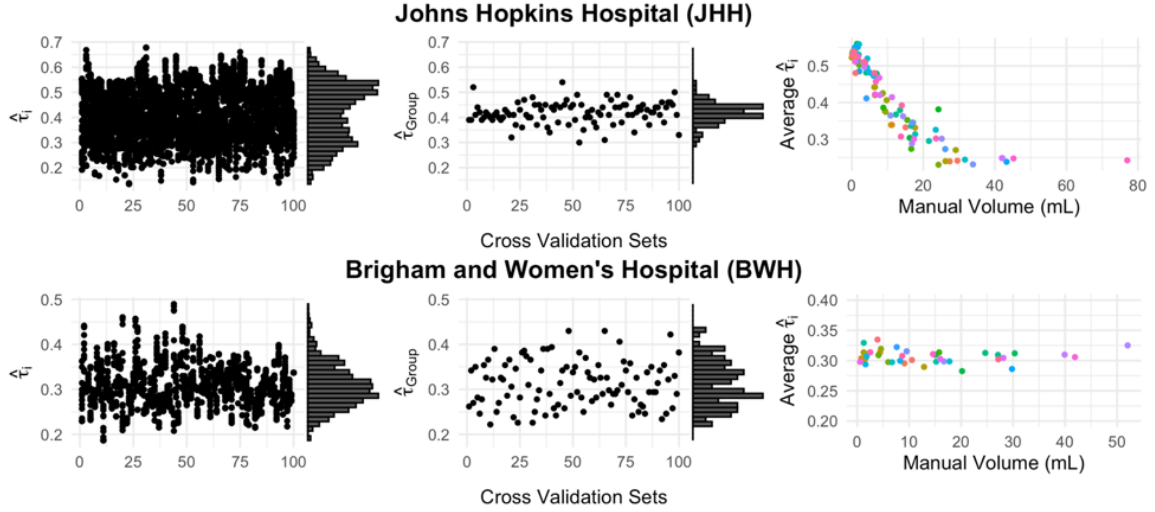 Johns Hopkins Hospital (JHH)
0.7
0.6
0.5
0.4
0.3
0.2
τ̂i
0 25 50 75 100
0.7
0.6
0.5
0.4
0.3
0.2
τ̂Group
0 25 50 75 100
Cross Validation Sets
0.5
0.4
0.3
Average τ̂i
0 20 40 60 80
Manual Volume (mL)
Brigham and Women's Hospital (BWH)
0.5
0.4
0.3
0.2
τ̂i
0 25 50 75 100
0.5
0.4
0.3
0.2
τ̂Group
0 25 50 75 100
Cross Validation Sets
0.40
0.35
0.30
0.25
0.20
Average τ̂i
0 10 20 30 40 50
Manual Volume (mL)